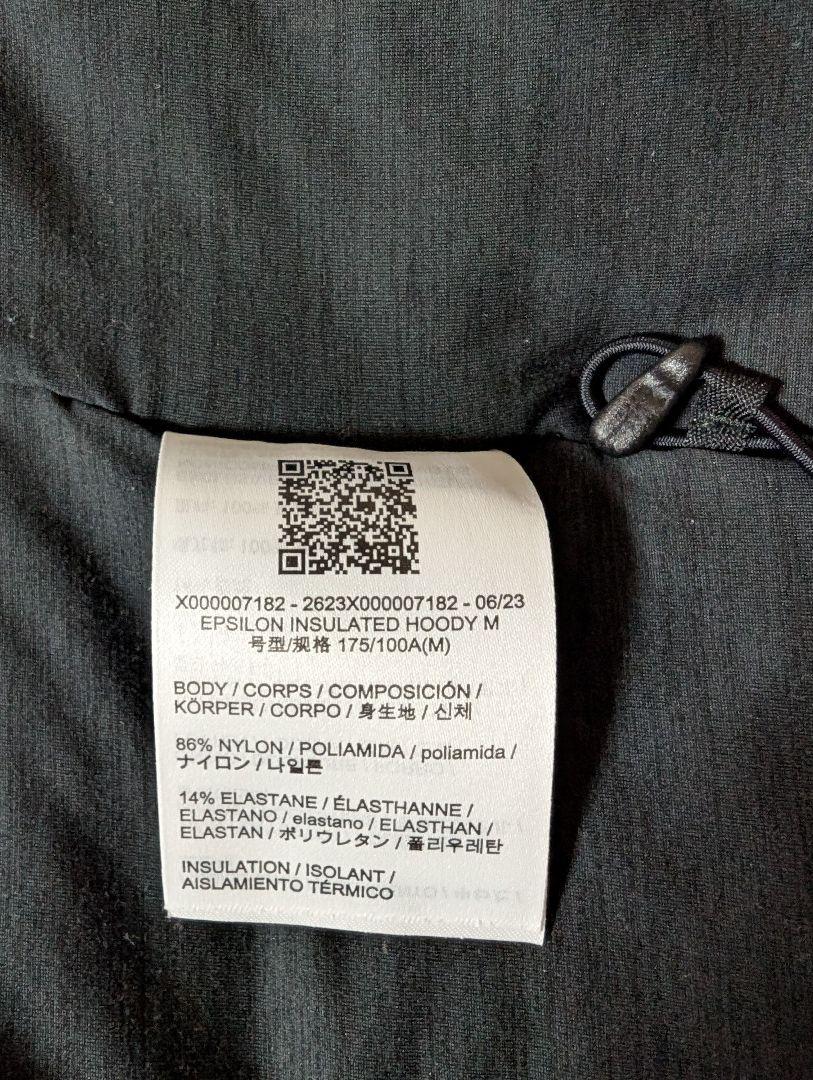 X000007182 - 2623X000007182 - 06/23
EPSILON INSULATED HOODY M
号型/规格 175/100A(M)
BODY / CORPS / COMPOSICIÓN /
KÖRPER / CORPO / 身生地 / 신체
86% NYLON / POLIAMIDA / poliamida /
ナイロン / 나일론
14% ELASTANE / ÉLASTHANNE /
ELASTANO / elastano / ELASTHAN /
ELASTAN / ポリウレタン / 폴리우레탄
INSULATION / ISOLANT /
AISLAMIENTO TÉRMICO